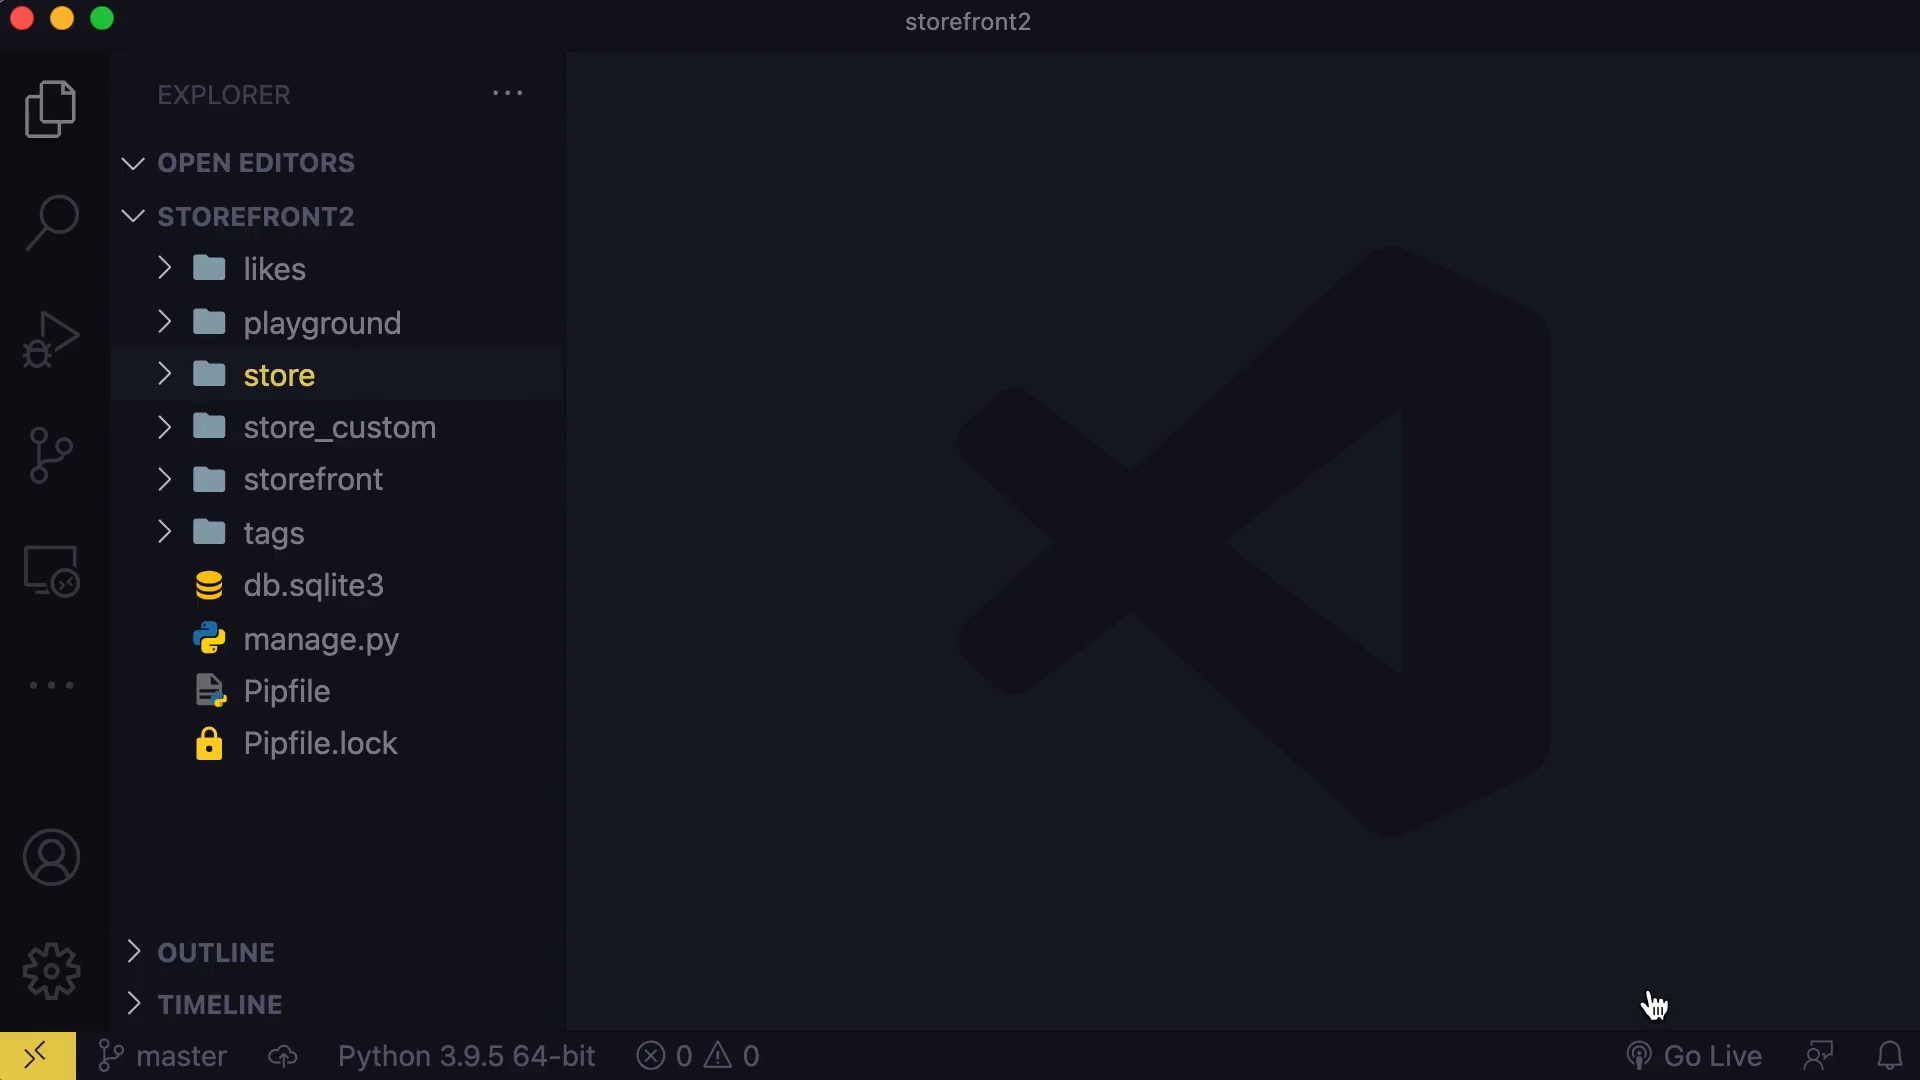 storefront2
EXPLORER
OPEN EDITORS
STOREFRONT2
likes
playground
store
store_custom
storefront
tags
db.sqlite3
manage.py
Pipfile
Pipfile.lock
OUTLINE
TIMELINE
master Python 3.9.5 64-bit 0 0 Go Live